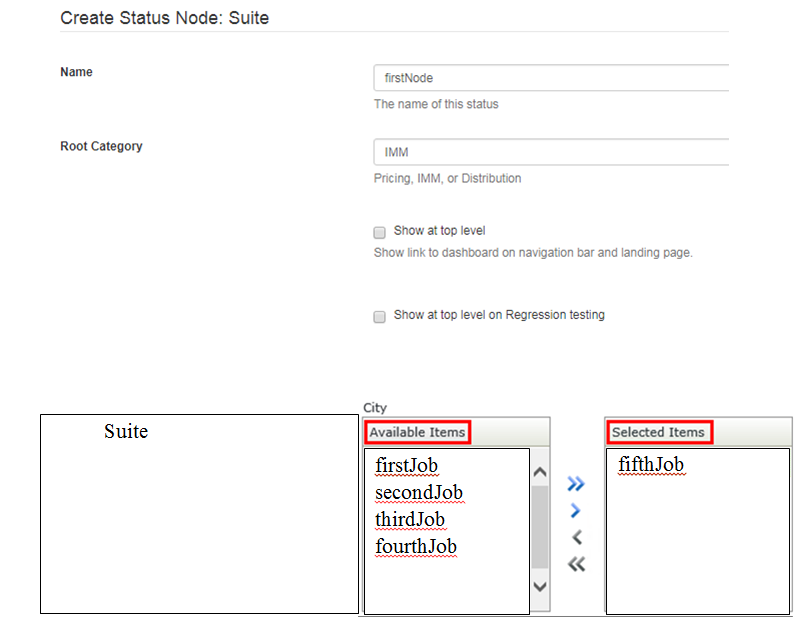 Create Status Node: Suite
Name
firstNode
The name of this status
Root Category
IMM
Pricing, IMM, or Distribution
Show at top level
Show link to dashboard on navigation bar and landing page.
Show at top level on Regression testing
City
Suite
Available Items
Selected Items
firstJob
secondJob
thirdJob
fourthJob
fifthJob